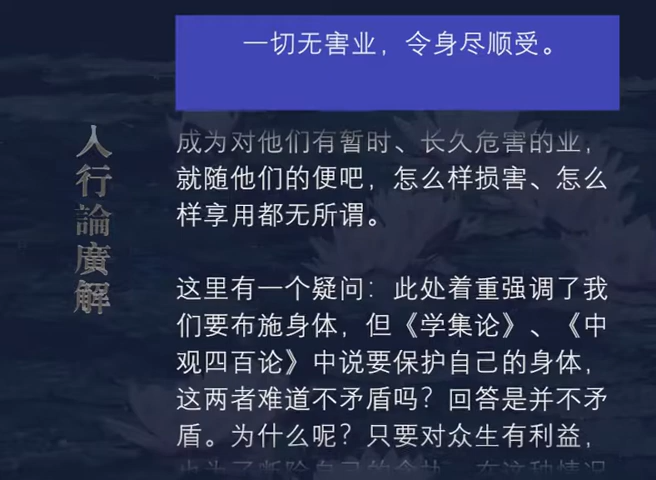 一切无害业，令身尽顺受。
入行論廣解
成为对他们有暂时、长久危害的业，
就随他们的便吧，怎么样损害、怎么
样享用都无所谓。
这里有一个疑问：此处着重强调了我
们要布施身体，但《学集论》、《中
观四百论》中说要保护自己的身体，
这两者难道不矛盾吗？回答是并不矛
盾。为什么呢？只要对众生有利益，